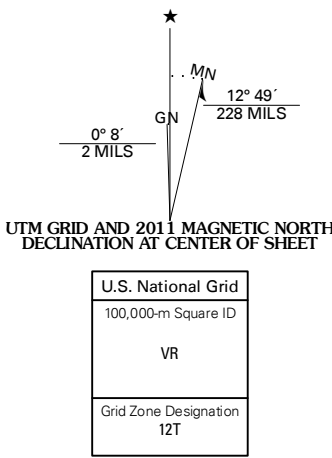 ★
MN
GN
12° 49´
228 MILS
0° 8´
2 MILS
UTM GRID AND 2011 MAGNETIC NORTH
DECLINATION AT CENTER OF SHEET
U.S. National Grid
100,000-m Square ID
VR
Grid Zone Designation
12T